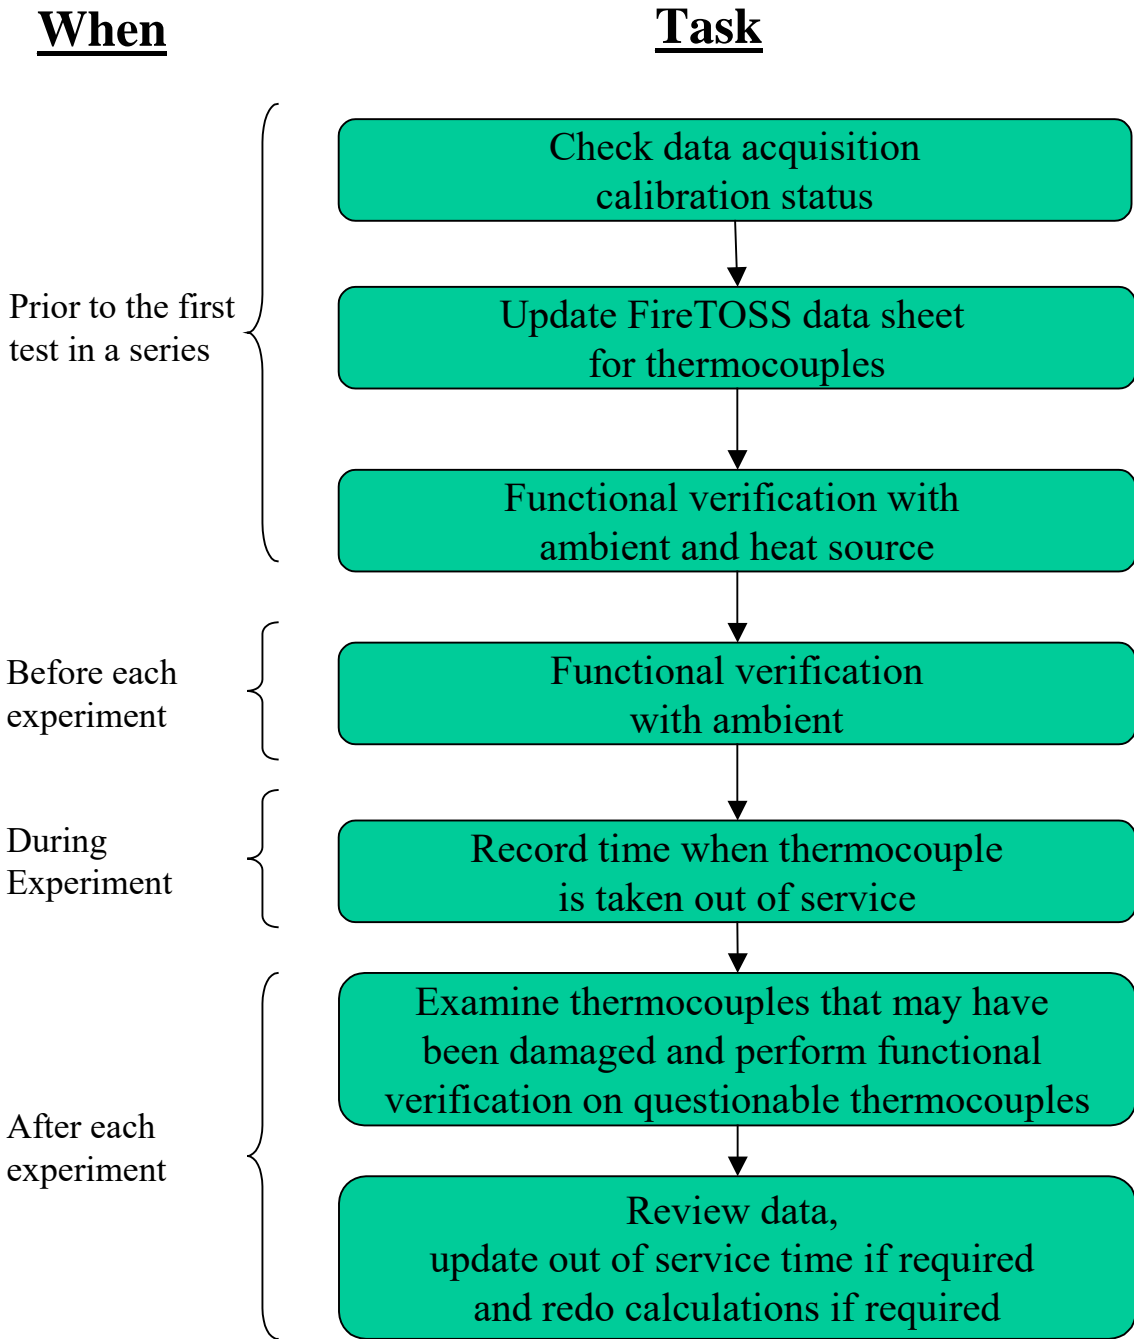 When
Task
Check data acquisition
calibration status
Prior to the first
test in a series
Update FireTOSS data sheet
for thermocouples
Functional verification with
ambient and heat source
Before each
experiment
Functional verification
with ambient
During
Experiment
Record time when thermocouple
is taken out of service
After each
experiment
Examine thermocouples that may have
been damaged and perform functional
verification on questionable thermocouples
Review data,
update out of service time if required
and redo calculations if required